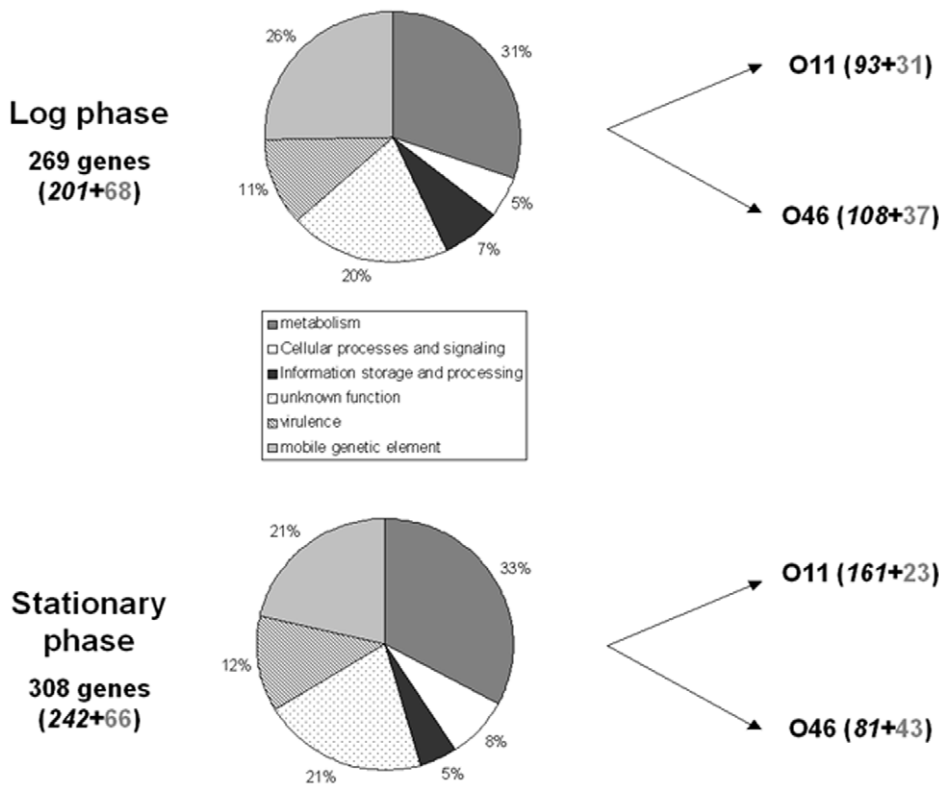 26%
31%
5%
7%
20%
11%
Log phase
269 genes
(201+68)
O11 (93+31)
O46 (108+37)
metabolism
Cellular processes and signaling
Information storage and processing
unknown function
virulence
mobile genetic element
21%
33%
8%
5%
21%
12%
Stationary
phase
308 genes
(242+66)
O11 (161+23)
O46 (81+43)